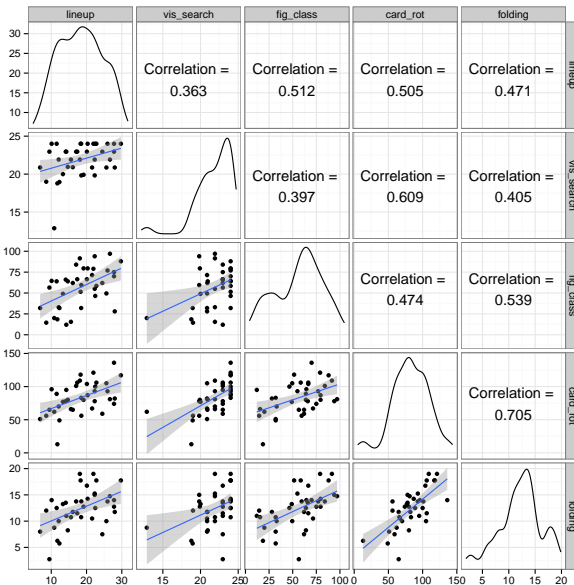 lineup vis_search fig_class card_rot folding
30
25
20
15
10
Correlation =
0.363
Correlation =
0.512
Correlation =
0.505
Correlation =
0.471
lineup
25
20
15
Correlation =
0.397
Correlation =
0.609
Correlation =
0.405
vis_search
100
75
50
25
0
Correlation =
0.474
Correlation =
0.539
fig_class
150
100
50
0
Correlation =
0.705
card_rot
20
15
10
5
folding
10 20 30 15 20 25 0 25 50 75 100 0 50 100 150 5 10 15 20